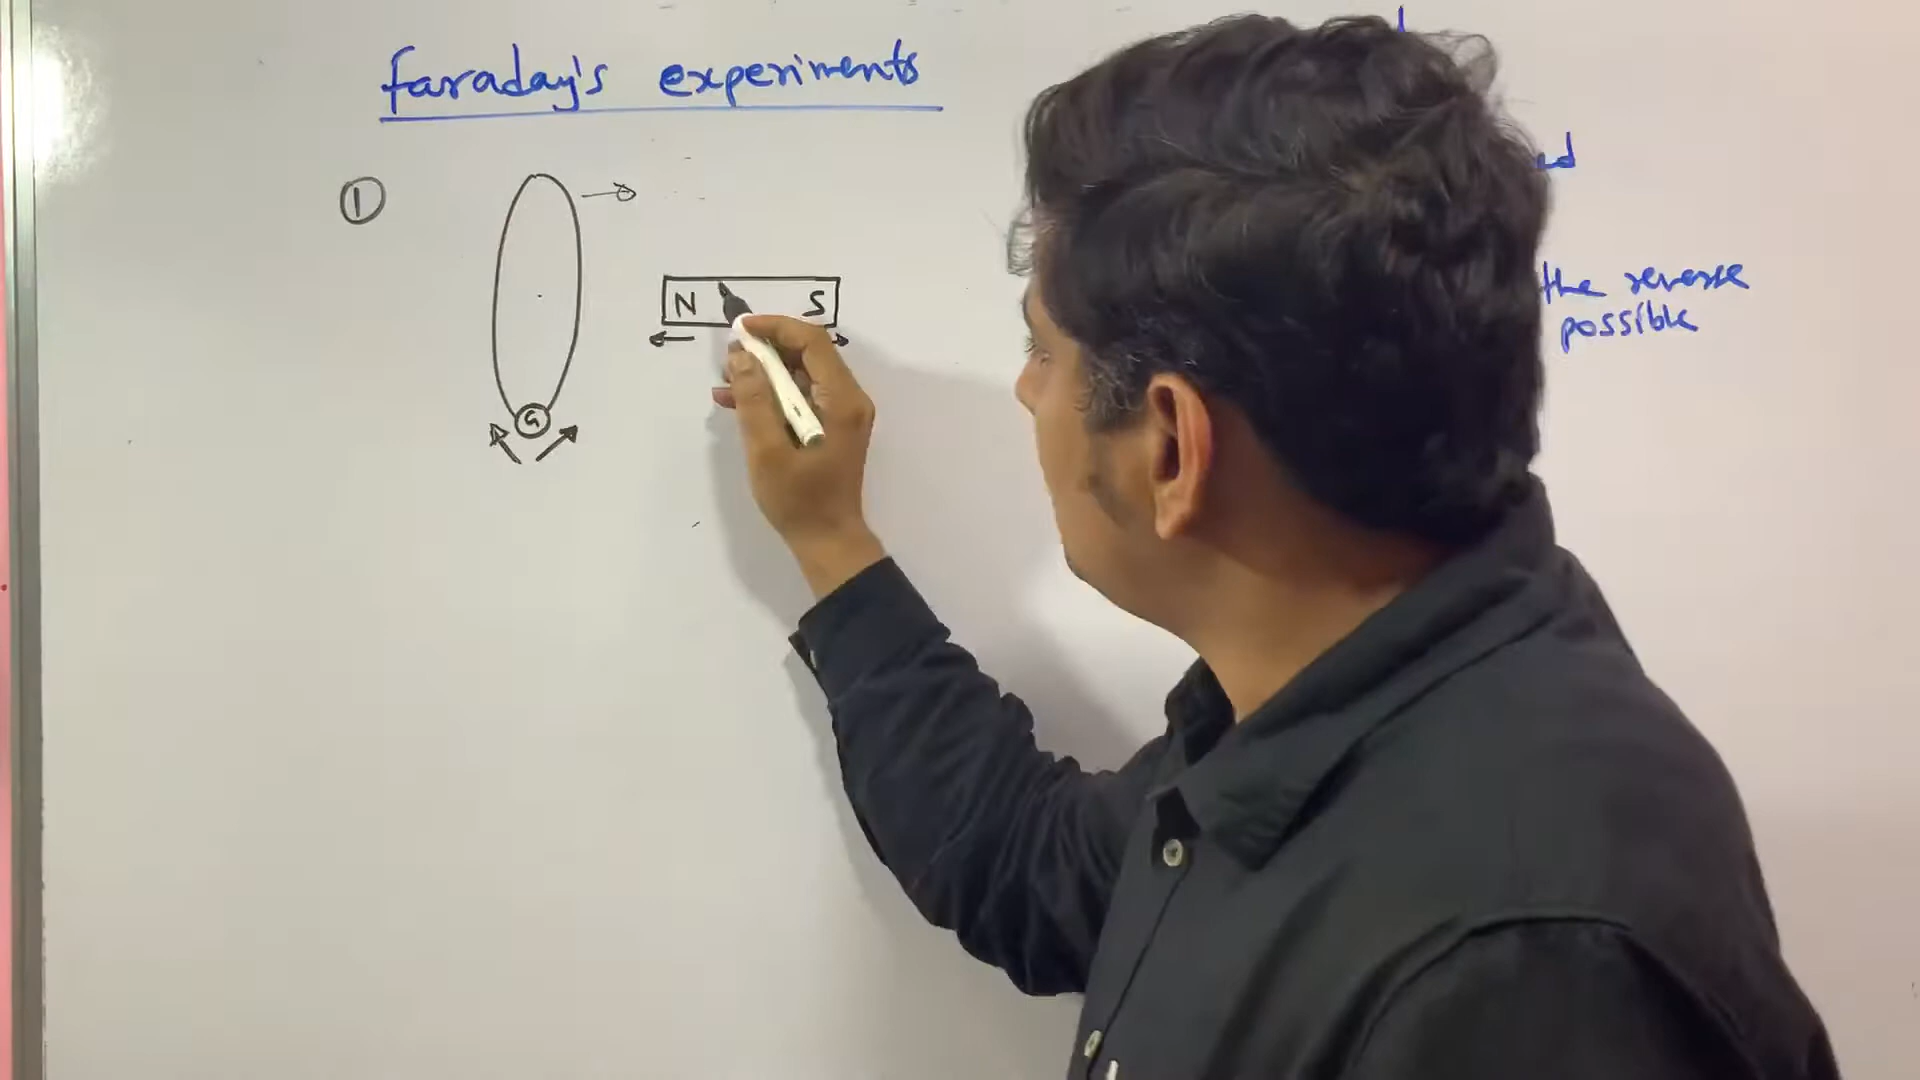 Faraday's experiments
①
N S
G
the reverse
possible